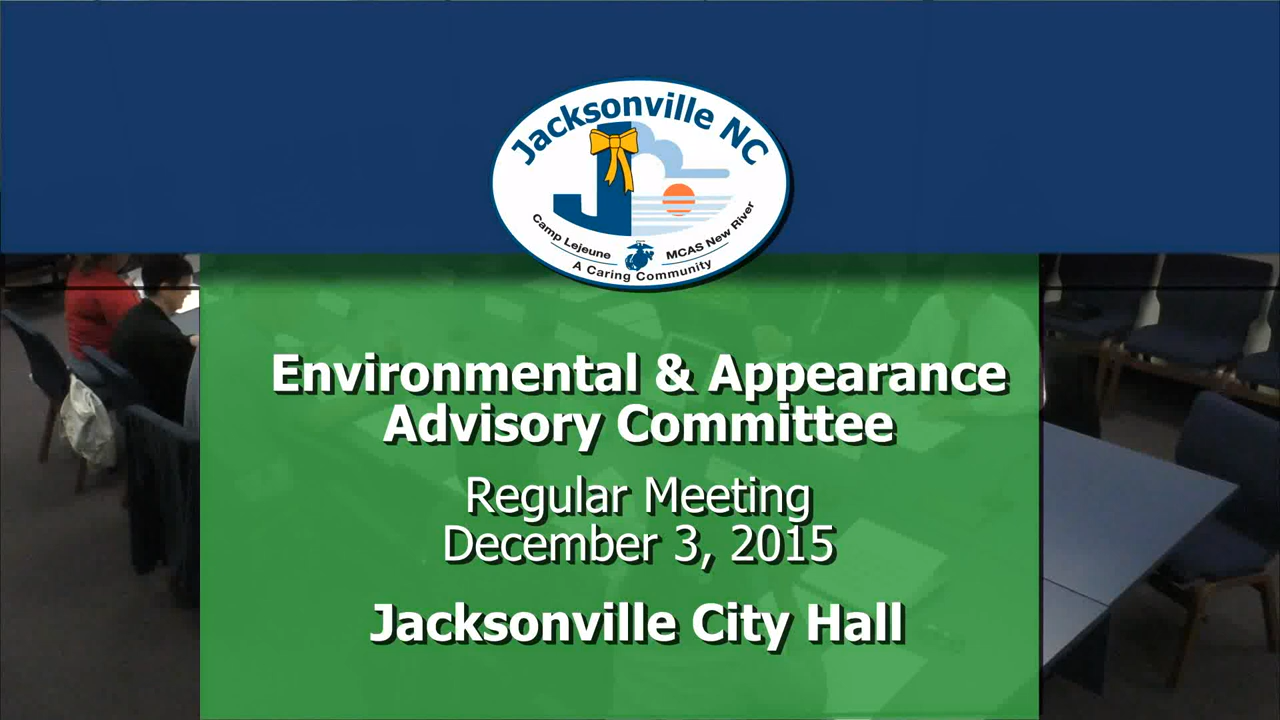 Jacksonville NC
Camp Lejeune
MCAS New River
A Caring Community
Environmental & Appearance
Advisory Committee
Regular Meeting
December 3, 2015
Jacksonville City Hall